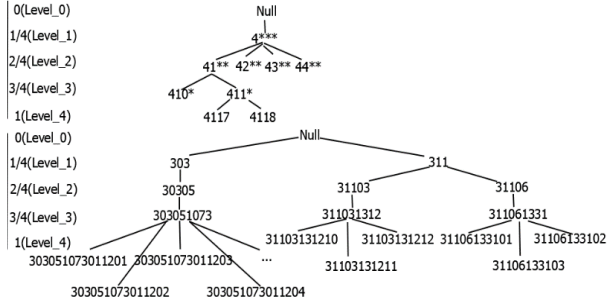 0(Level_0) Null
1/4(Level_1) 4***
2/4(Level_2) 41** 42** 43** 44**
3/4(Level_3) 410* 411*
1(Level_4) 4117 4118
0(Level_0) Null
1/4(Level_1) 303 311
2/4(Level_2) 30305 31103 31106
3/4(Level_3) 303051073 311031312 311061331
1(Level_4) 31103131210 31103131212 31106133101 31106133102
303051073011201 303051073011203 ... 31103131211 31106133103
303051073011202 303051073011204